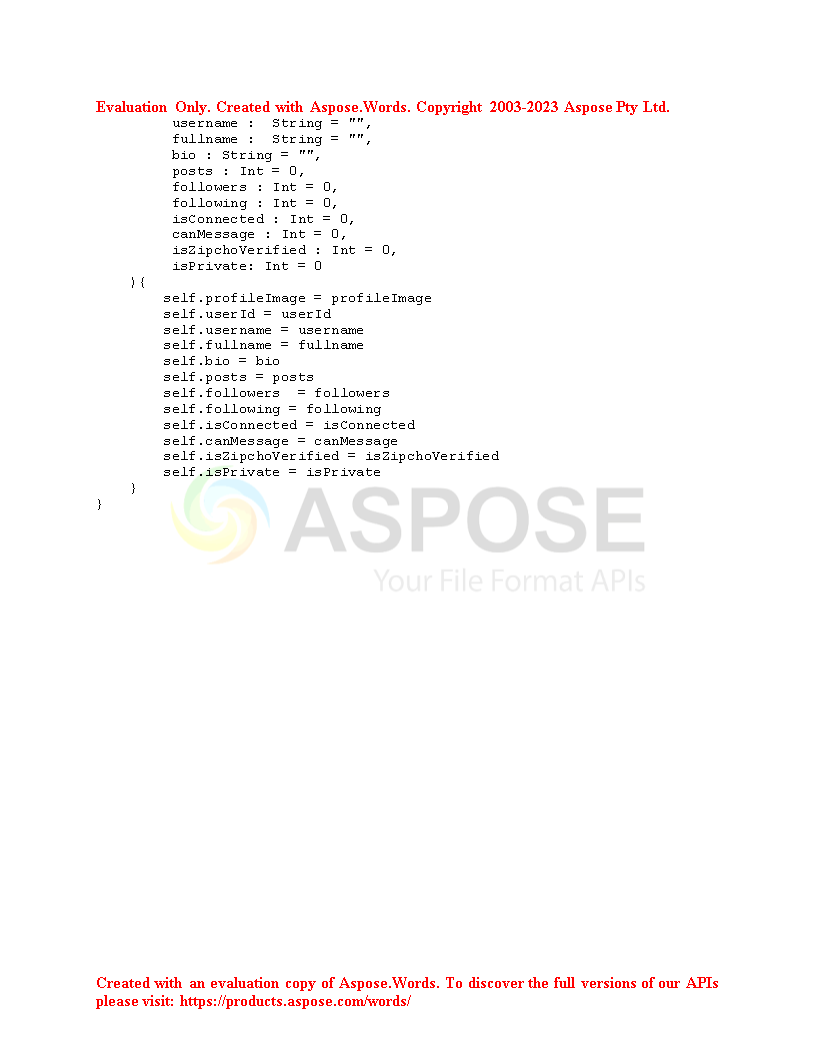 Evaluation Only. Created with Aspose.Words. Copyright 2003-2023 Aspose Pty Ltd.
username :  String = "",
fullname :  String = "",
bio : String = "",
posts : Int = 0,
followers : Int = 0,
following : Int = 0,
isConnected : Int = 0,
canMessage : Int = 0,
isZipchoVerified : Int = 0,
isPrivate: Int = 0
){
self.profileImage = profileImage
self.userId = userId
self.username = username
self.fullname = fullname
self.bio = bio
self.posts = posts
self.followers  = followers
self.following = following
self.isConnected = isConnected
self.canMessage = canMessage
self.isZipchoVerified = isZipchoVerified
self.isPrivate = isPrivate
}
}
ASPOSE
Your File Format APIs
Created with an evaluation copy of Aspose.Words. To discover the full versions of our APIs
please visit: https://products.aspose.com/words/